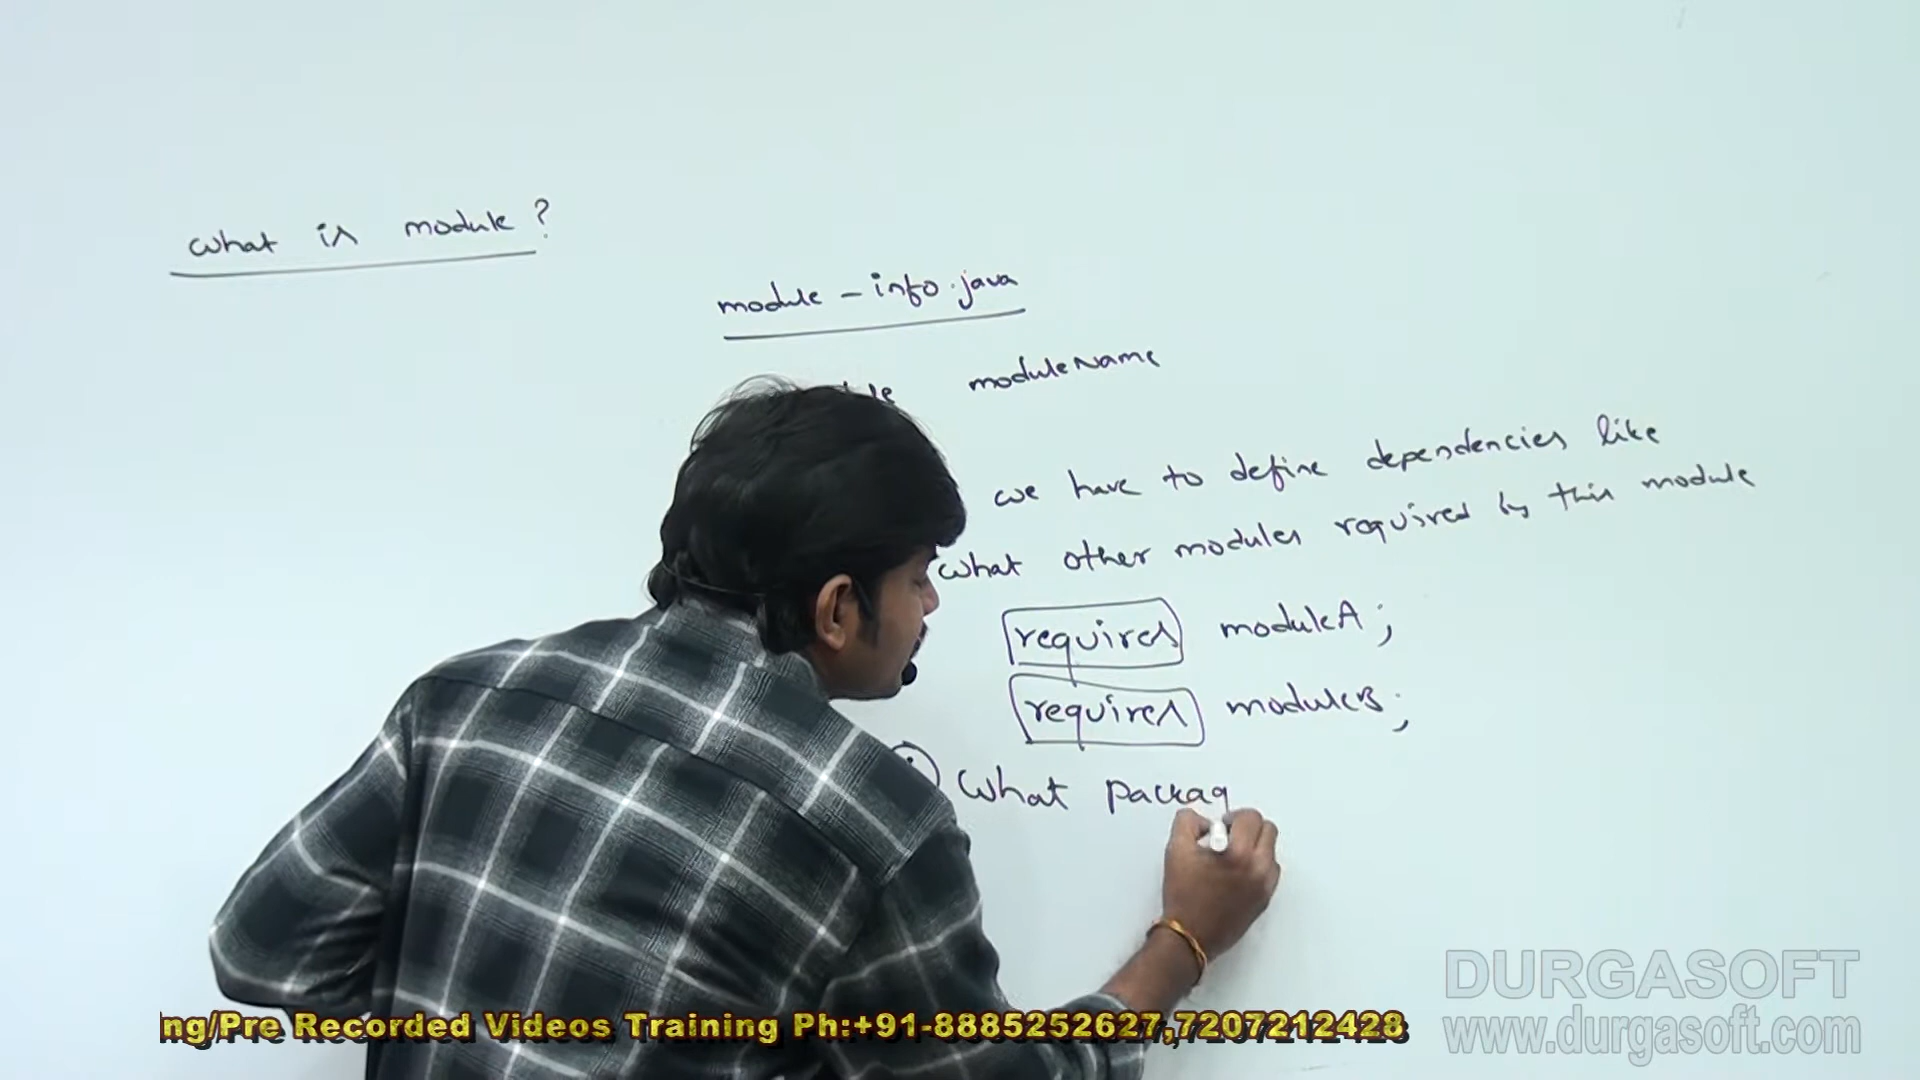 What is module?
module - info.java
moduleName
we have to define dependencies like
what other modules required by this module
requires moduleA;
requires moduleB;
What packag
ng/Pre Recorded Videos Training Ph:+91-8885252627,7207212428
DURGASOFT
www.durgasoft.com